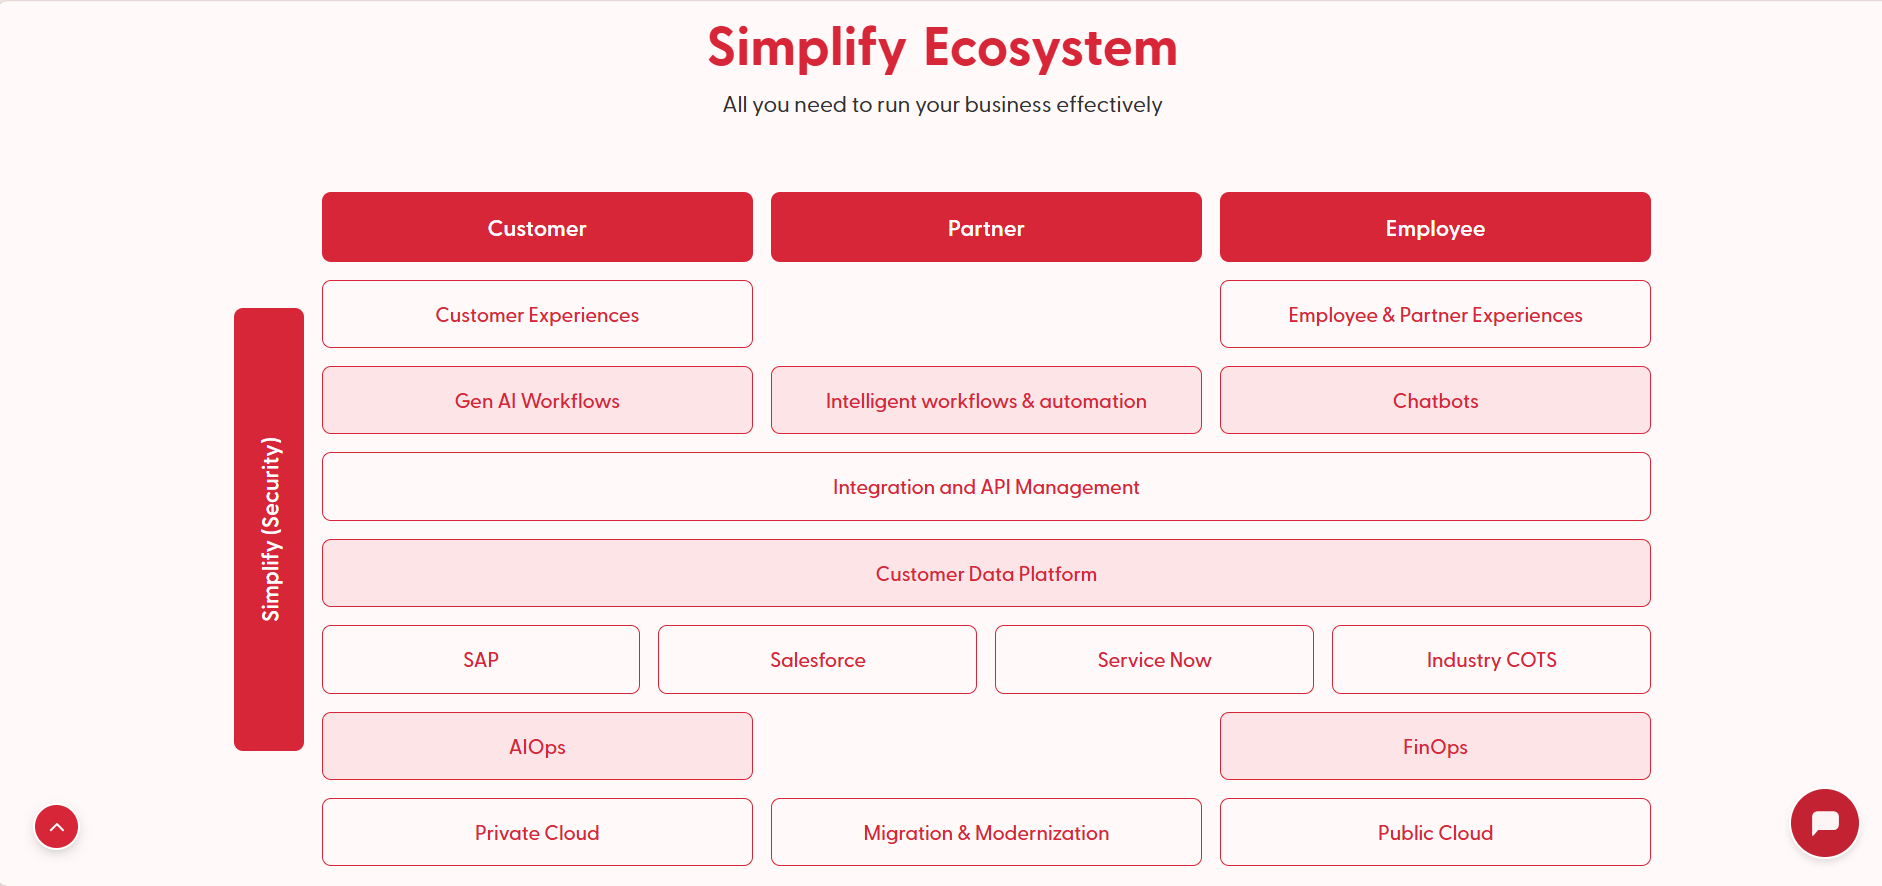 Simplify Ecosystem
All you need to run your business effectively
Customer
Partner
Employee
Customer Experiences
Employee & Partner Experiences
Simplify (Security)
Gen AI Workflows
Intelligent workflows & automation
Chatbots
Integration and API Management
Customer Data Platform
SAP
Salesforce
Service Now
Industry COTS
AIOps
FinOps
Private Cloud
Migration & Modernization
Public Cloud